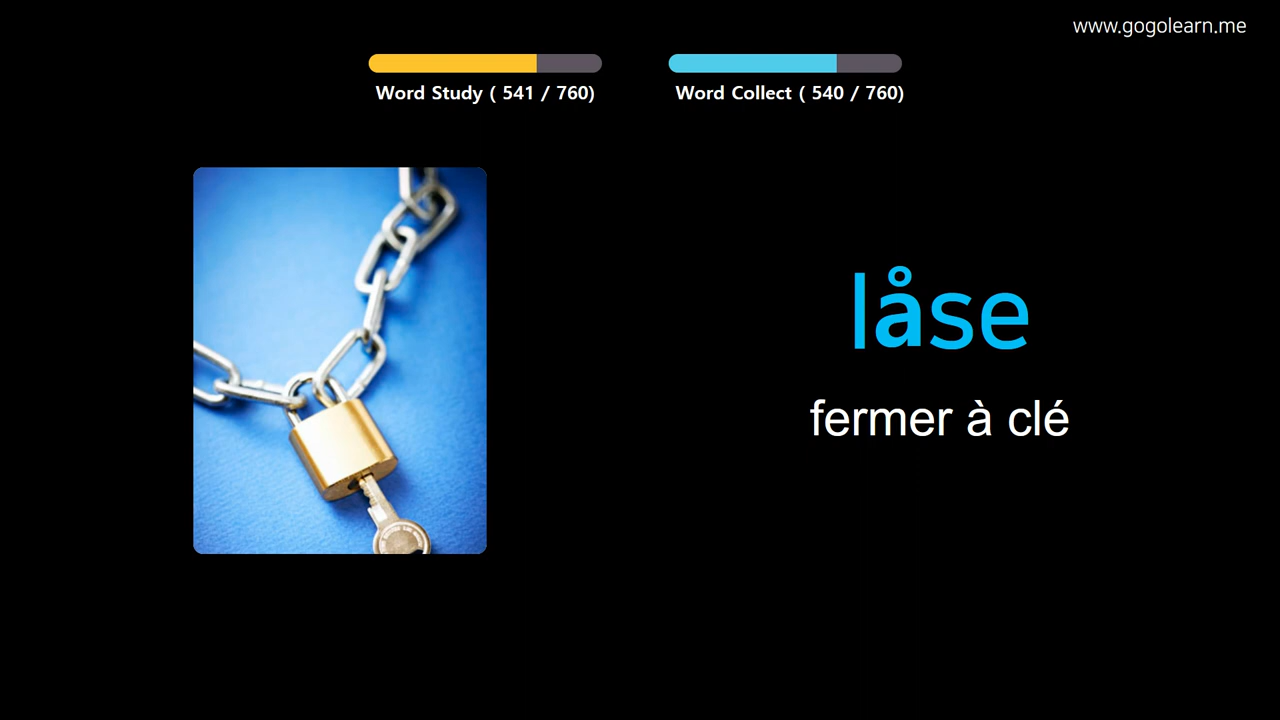 www.gogolearn.me
Word Study ( 541 / 760)
Word Collect ( 540 / 760)
låse
fermer à clé